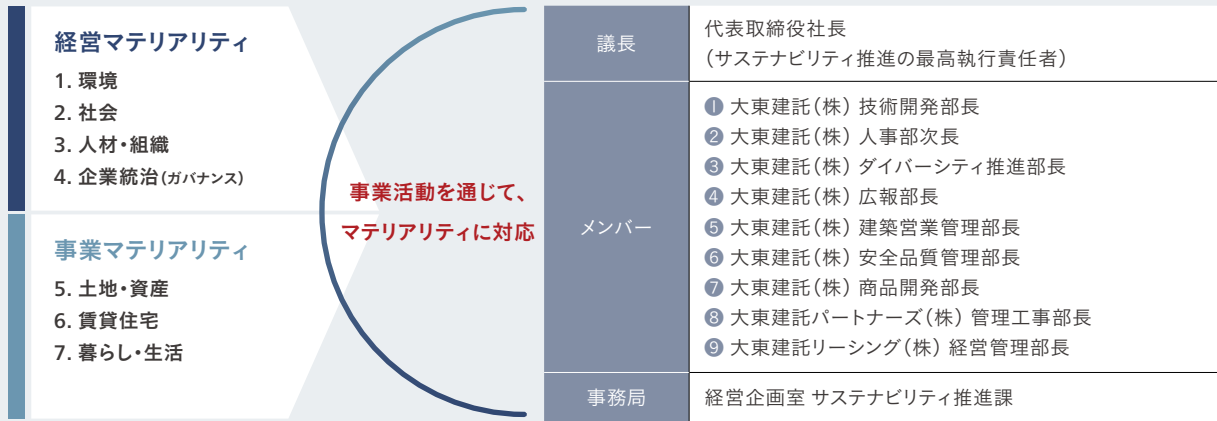 経営マテリアリティ
1. 環境
2. 社会
3. 人材・組織
4. 企業統治(ガバナンス)
事業マテリアリティ
5. 土地・資産
6. 賃貸住宅
7. 暮らし・生活
事業活動を通じて、
マテリアリティに対応
議長
代表取締役社長
(サステナビリティ推進の最高執行責任者)
メンバー
❶ 大東建託(株) 技術開発部長
❷ 大東建託(株) 人事部次長
❸ 大東建託(株) ダイバーシティ推進部長
❹ 大東建託(株) 広報部長
❺ 大東建託(株) 建築営業管理部長
❻ 大東建託(株) 安全品質管理部長
❼ 大東建託(株) 商品開発部長
❽ 大東建託パートナーズ(株) 管理工事部長
❾ 大東建託リーシング(株) 経営管理部長
事務局
経営企画室 サステナビリティ推進課